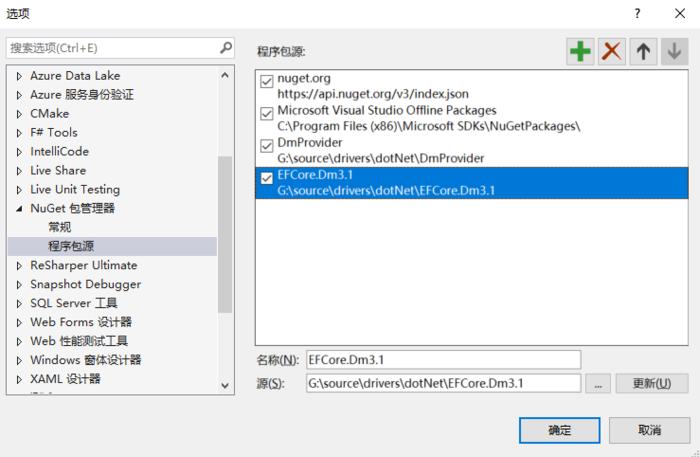 选项
搜索选项(Ctrl+E)
Azure Data Lake
Azure 服务身份验证
CMake
F# Tools
IntelliCode
Live Share
Live Unit Testing
NuGet 包管理器
常规
程序包源
ReSharper Ultimate
Snapshot Debugger
SQL Server 工具
Web Forms 设计器
Web 性能测试工具
Windows 窗体设计器
XAML 设计器
程序包源:
nuget.org
https://api.nuget.org/v3/index.json
Microsoft Visual Studio Offline Packages
C:\Program Files (x86)\Microsoft SDKs\NuGetPackages\
DmProvider
G:\source\drivers\dotNet\DmProvider
EFCore.Dm3.1
G:\source\drivers\dotNet\EFCore.Dm3.1
名称(N): EFCore.Dm3.1
源(S): G:\source\drivers\dotNet\EFCore.Dm3.1 ... 更新(U)
确定 取消